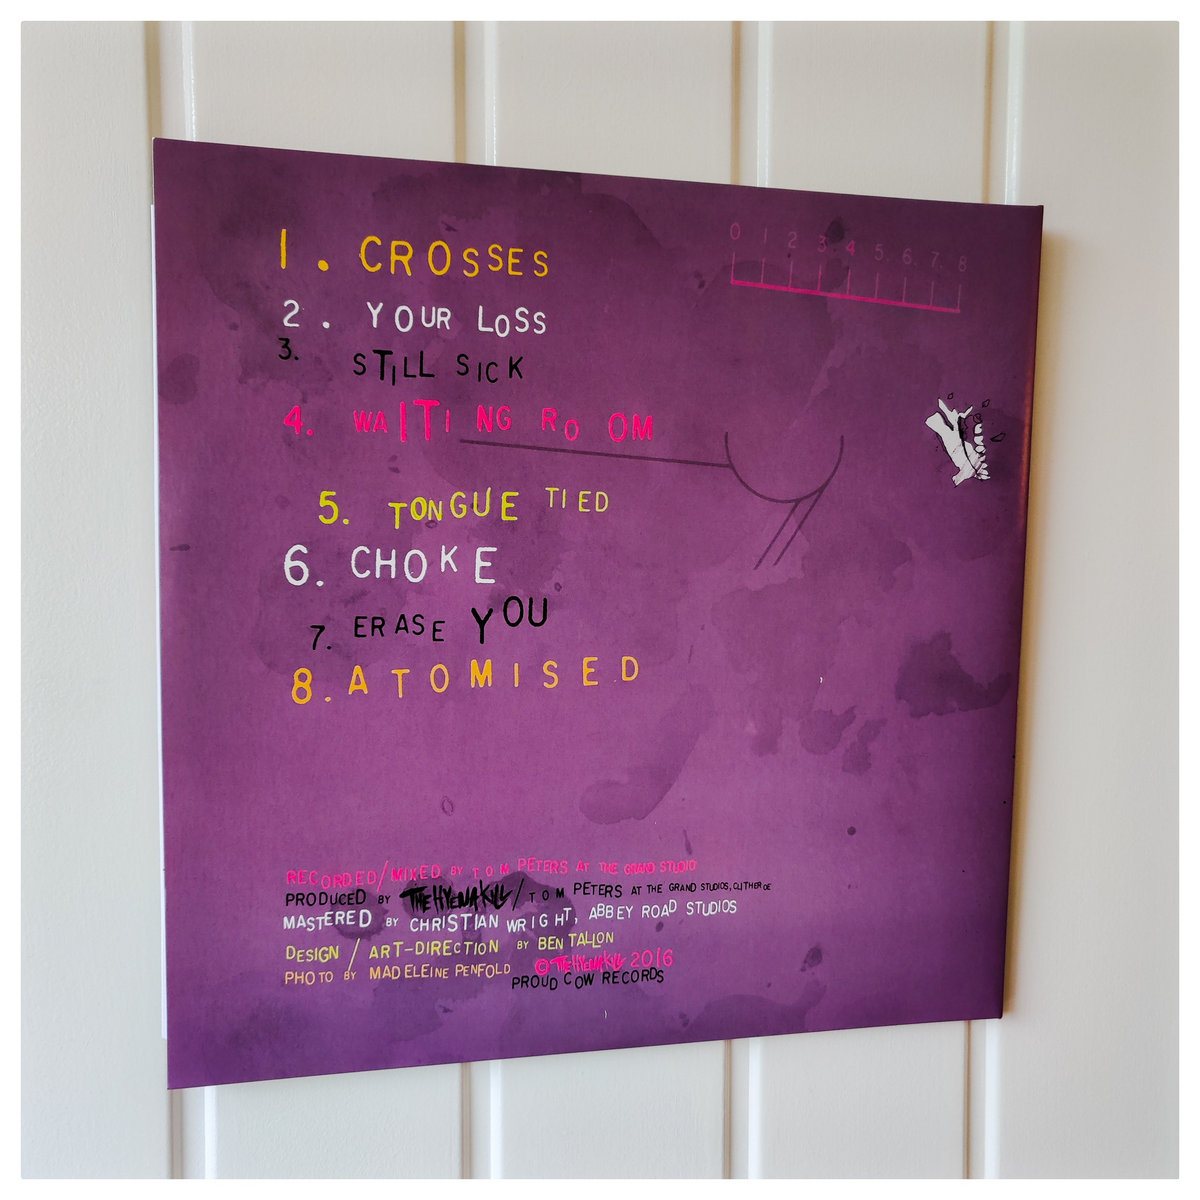 1. CROSSES
2. YOUR LOSS
3. STILL SICK
4. WAITING ROOM
5. TONGUE TIED
6. CHOKE
7. ERASE YOU
8. ATOMISED
0 1 2 3 4 5. 6. 7. 8
RECORDED/MIXED BY TOM PETERS AT THE GRAND STUDIO
PRODUCED BY THE HYENA KILL / TOM PETERS AT THE GRAND STUDIOS, CLITHEROE
MASTERED BY CHRISTIAN WRIGHT, ABBEY ROAD STUDIOS
DESIGN / ART-DIRECTION BY BEN TALLON
PHOTO BY MADELEINE PENFOLD
© THE HYENA KILL 2016
PROUD COW RECORDS